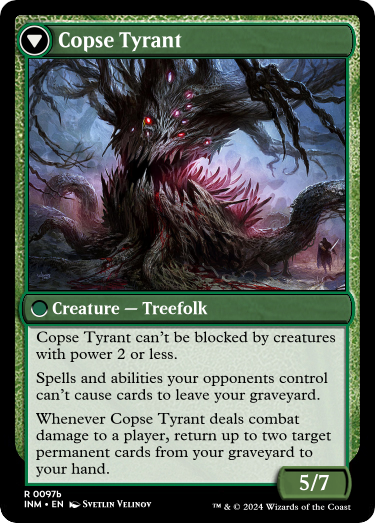 Copse Tyrant
Creature — Treefolk
Copse Tyrant can't be blocked by creatures
with power 2 or less.
Spells and abilities your opponents control
can't cause cards to leave your graveyard.
Whenever Copse Tyrant deals combat
damage to a player, return up to two target
permanent cards from your graveyard to
your hand.
5/7
R 0097b
INM • EN Svetlin Velinov
™ & © 2024 Wizards of the Coast